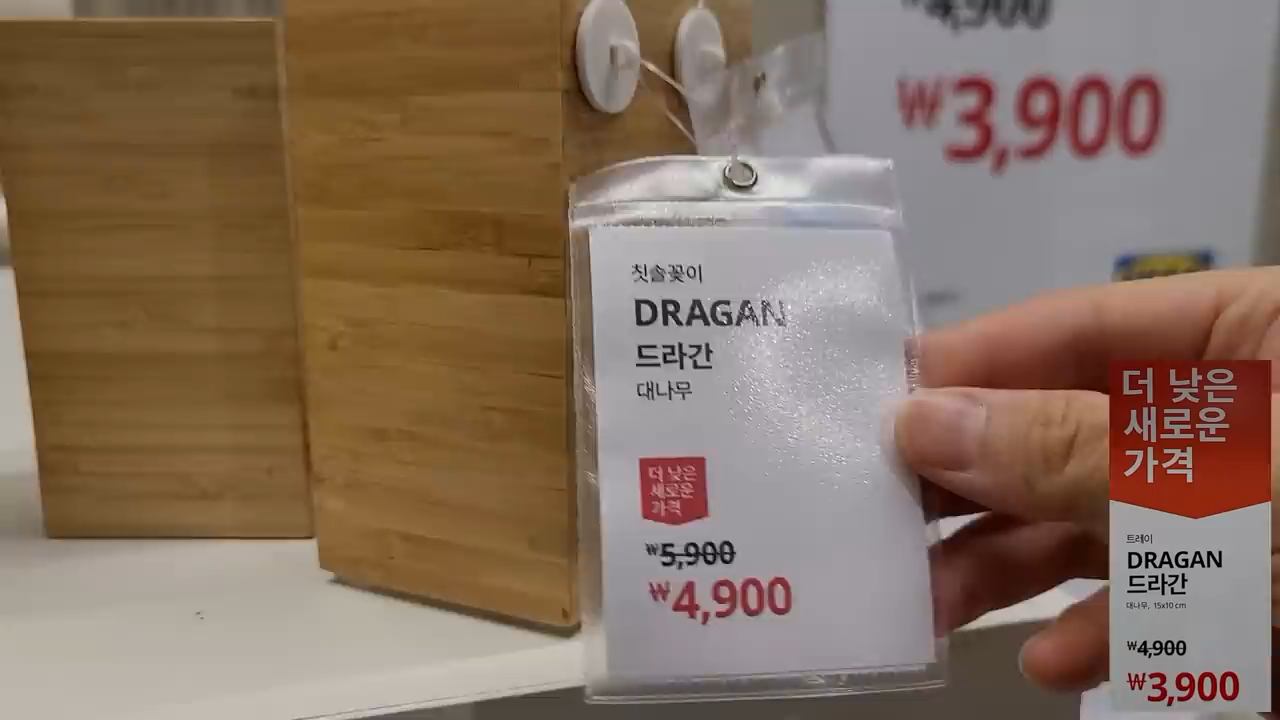 ₩4,900
₩3,900
칫솔꽂이
DRAGAN
드라간
대나무
더 낮은
새로운
가격
₩5,900
₩4,900
더 낮은
새로운
가격
트레이
DRAGAN
드라간
대나무, 15x10 cm
₩4,900
₩3,900